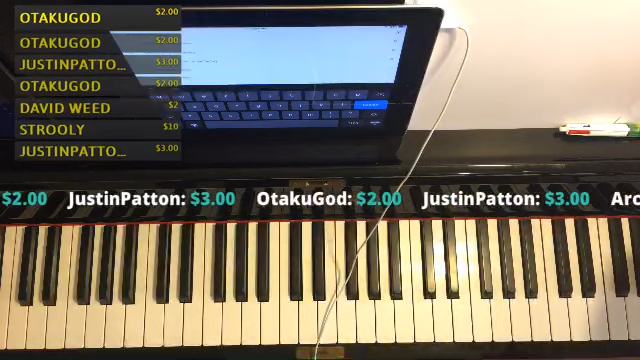 OTAKUGOD $2.00
OTAKUGOD $2.00
JUSTINPATTO... $3.00
OTAKUGOD $2.00
DAVID WEED $2
STROOLY $10
JUSTINPATTO... $3.00
$2.00 JustinPatton: $3.00 OtakuGod: $2.00 JustinPatton: $3.00 Arc